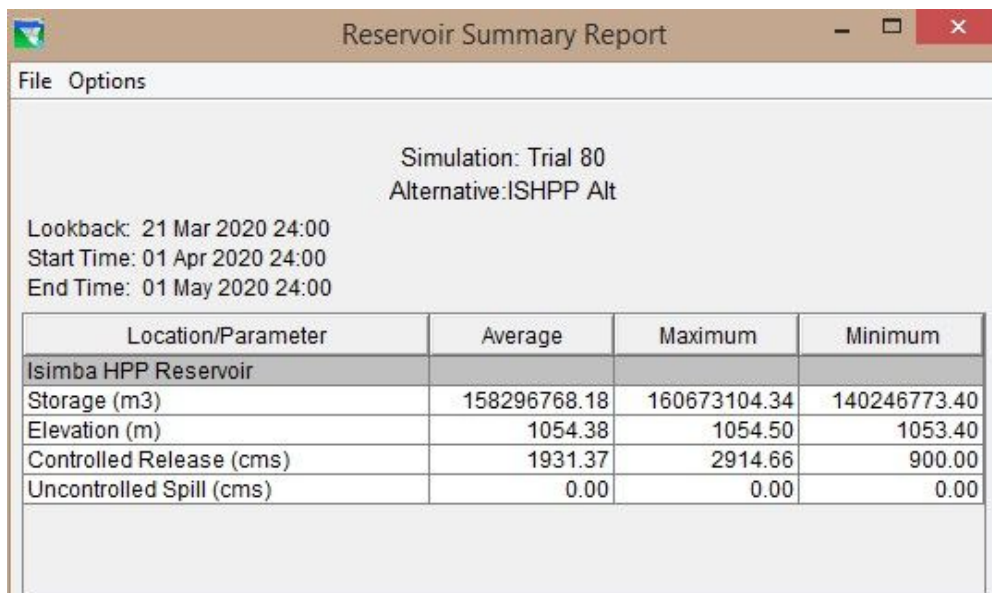 Reservoir Summary Report
File Options
Simulation: Trial 80
Alternative:ISHPP Alt
Lookback: 21 Mar 2020 24:00
Start Time: 01 Apr 2020 24:00
End Time: 01 May 2020 24:00
Location/Parameter Average Maximum Minimum
Isimba HPP Reservoir
Storage (m3) 158296768.18 160673104.34 140246773.40
Elevation (m) 1054.38 1054.50 1053.40
Controlled Release (cms) 1931.37 2914.66 900.00
Uncontrolled Spill (cms) 0.00 0.00 0.00